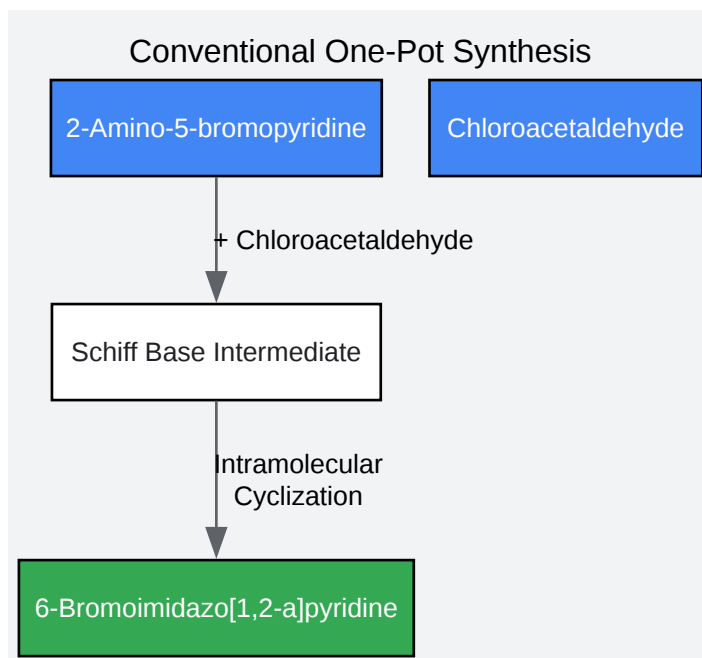 Conventional One-Pot Synthesis
2-Amino-5-bromopyridine
Chloroacetaldehyde
+ Chloroacetaldehyde
Schiff Base Intermediate
Intramolecular
Cyclization
6-Bromoimidazo[1,2-a]pyridine